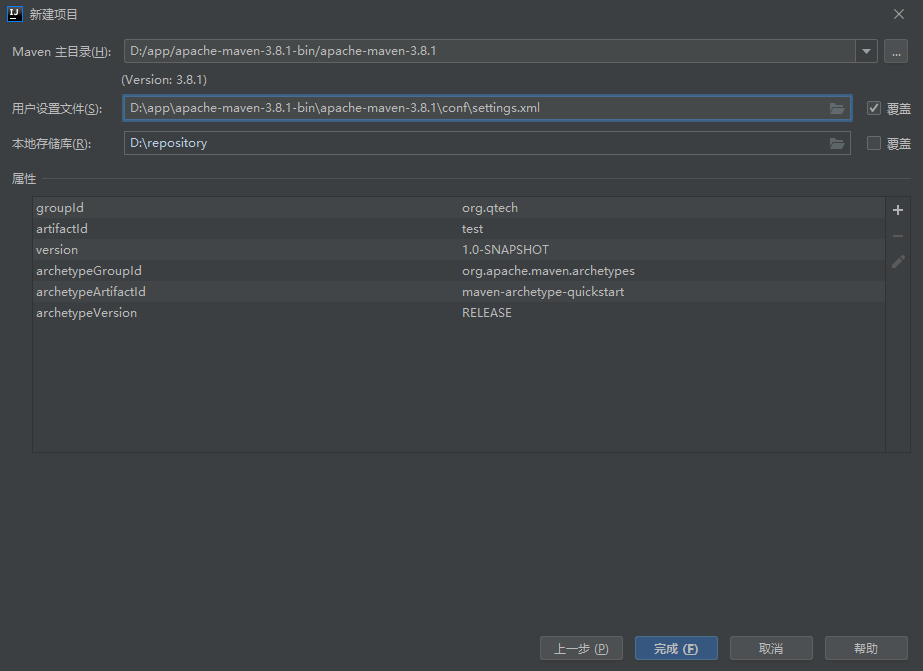 新建项目
Maven 主目录(H): D:/app/apache-maven-3.8.1-bin/apache-maven-3.8.1 ...
(Version: 3.8.1)
用户设置文件(S): D:\app\apache-maven-3.8.1-bin\apache-maven-3.8.1\conf\settings.xml 覆盖
本地存储库(R): D:\repository 覆盖
属性
groupId org.qtech
artifactId test
version 1.0-SNAPSHOT
archetypeGroupId org.apache.maven.archetypes
archetypeArtifactId maven-archetype-quickstart
archetypeVersion RELEASE
上一步 (P) 完成 (F) 取消 帮助